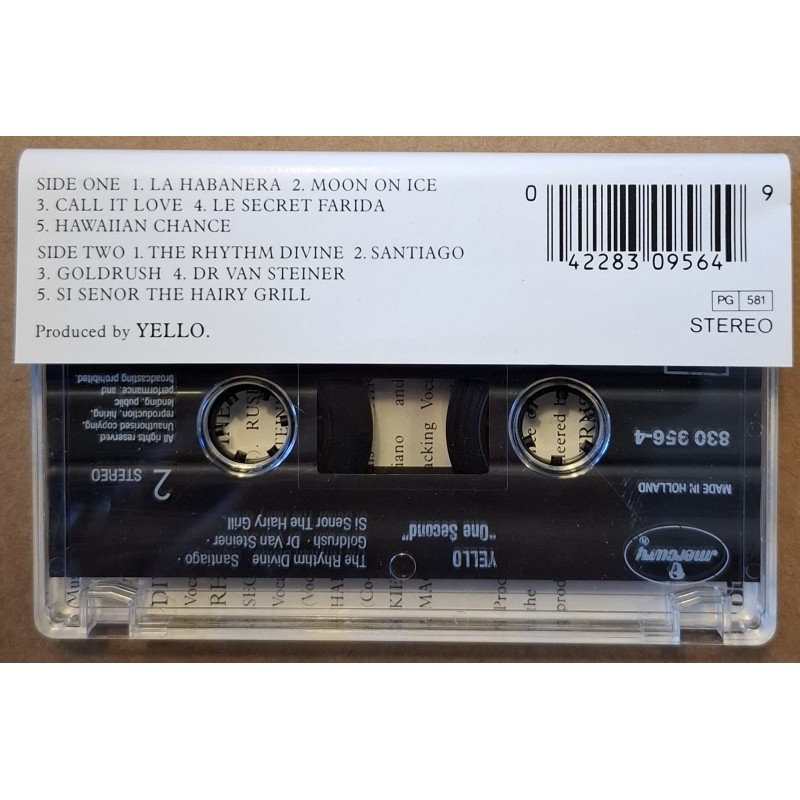 SIDE ONE 1. LA HABANERA 2. MOON ON ICE
3. CALL IT LOVE 4. LE SECRET FARIDA
5. HAWAIIAN CHANCE
SIDE TWO 1. THE RHYTHM DIVINE 2. SANTIAGO
3. GOLDRUSH 4. DR VAN STEINER
5. SI SENOR THE HAIRY GRILL
Produced by YELLO.
0 42283 09564 9
PG 581
STEREO
All rights reserved.
Unauthorised copying,
reproduction, hiring,
lending, public
performance, and
broadcasting prohibited.
2 STEREO
830 956-4
MADE IN HOLLAND
mercury
YELLO
"One Second"
The Rhythm Divine Santiago ·
Goldrush · Dr Van Steiner ·
Si Senor The Hairy Grill.
iano and
acking Voca